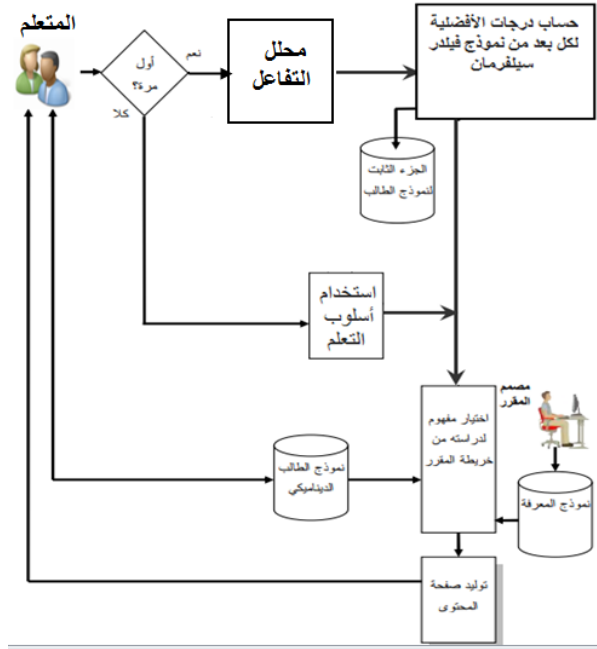 المتعلم
أول
مرة؟
نعم
كلا
محلل
التفاعل
حساب درجات الأفضلية
لكل بعد من نموذج فيلدر
سيلفرمان
الجزء الثابت
لنموذج الطالب
استخدام
أسلوب
التعلم
مصمم
المقرر
اختيار مفهوم
لدراسته من
خريطة المقرر
نموذج الطالب
الديناميكي
نموذج المعرفة
توليد صفحة
المحتوى